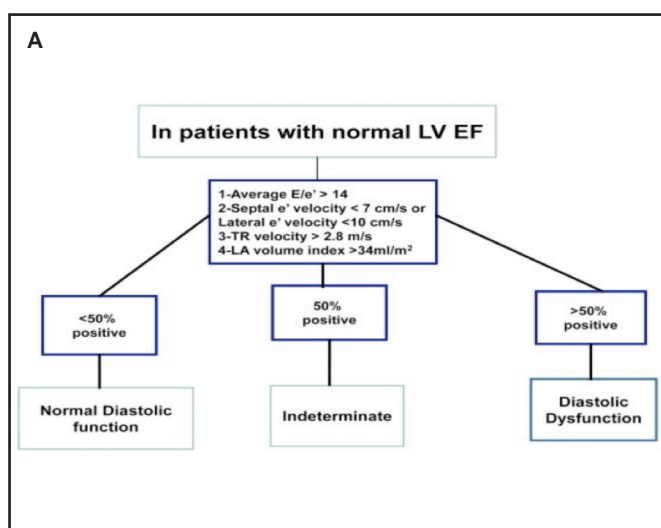 A
In patients with normal LV EF
1-Average E/e' > 14
2-Septal e' velocity < 7 cm/s or
Lateral e' velocity <10 cm/s
3-TR velocity > 2.8 m/s
4-LA volume index >34ml/m²
<50%
positive
50%
positive
>50%
positive
Normal Diastolic
function
Indeterminate
Diastolic
Dysfunction